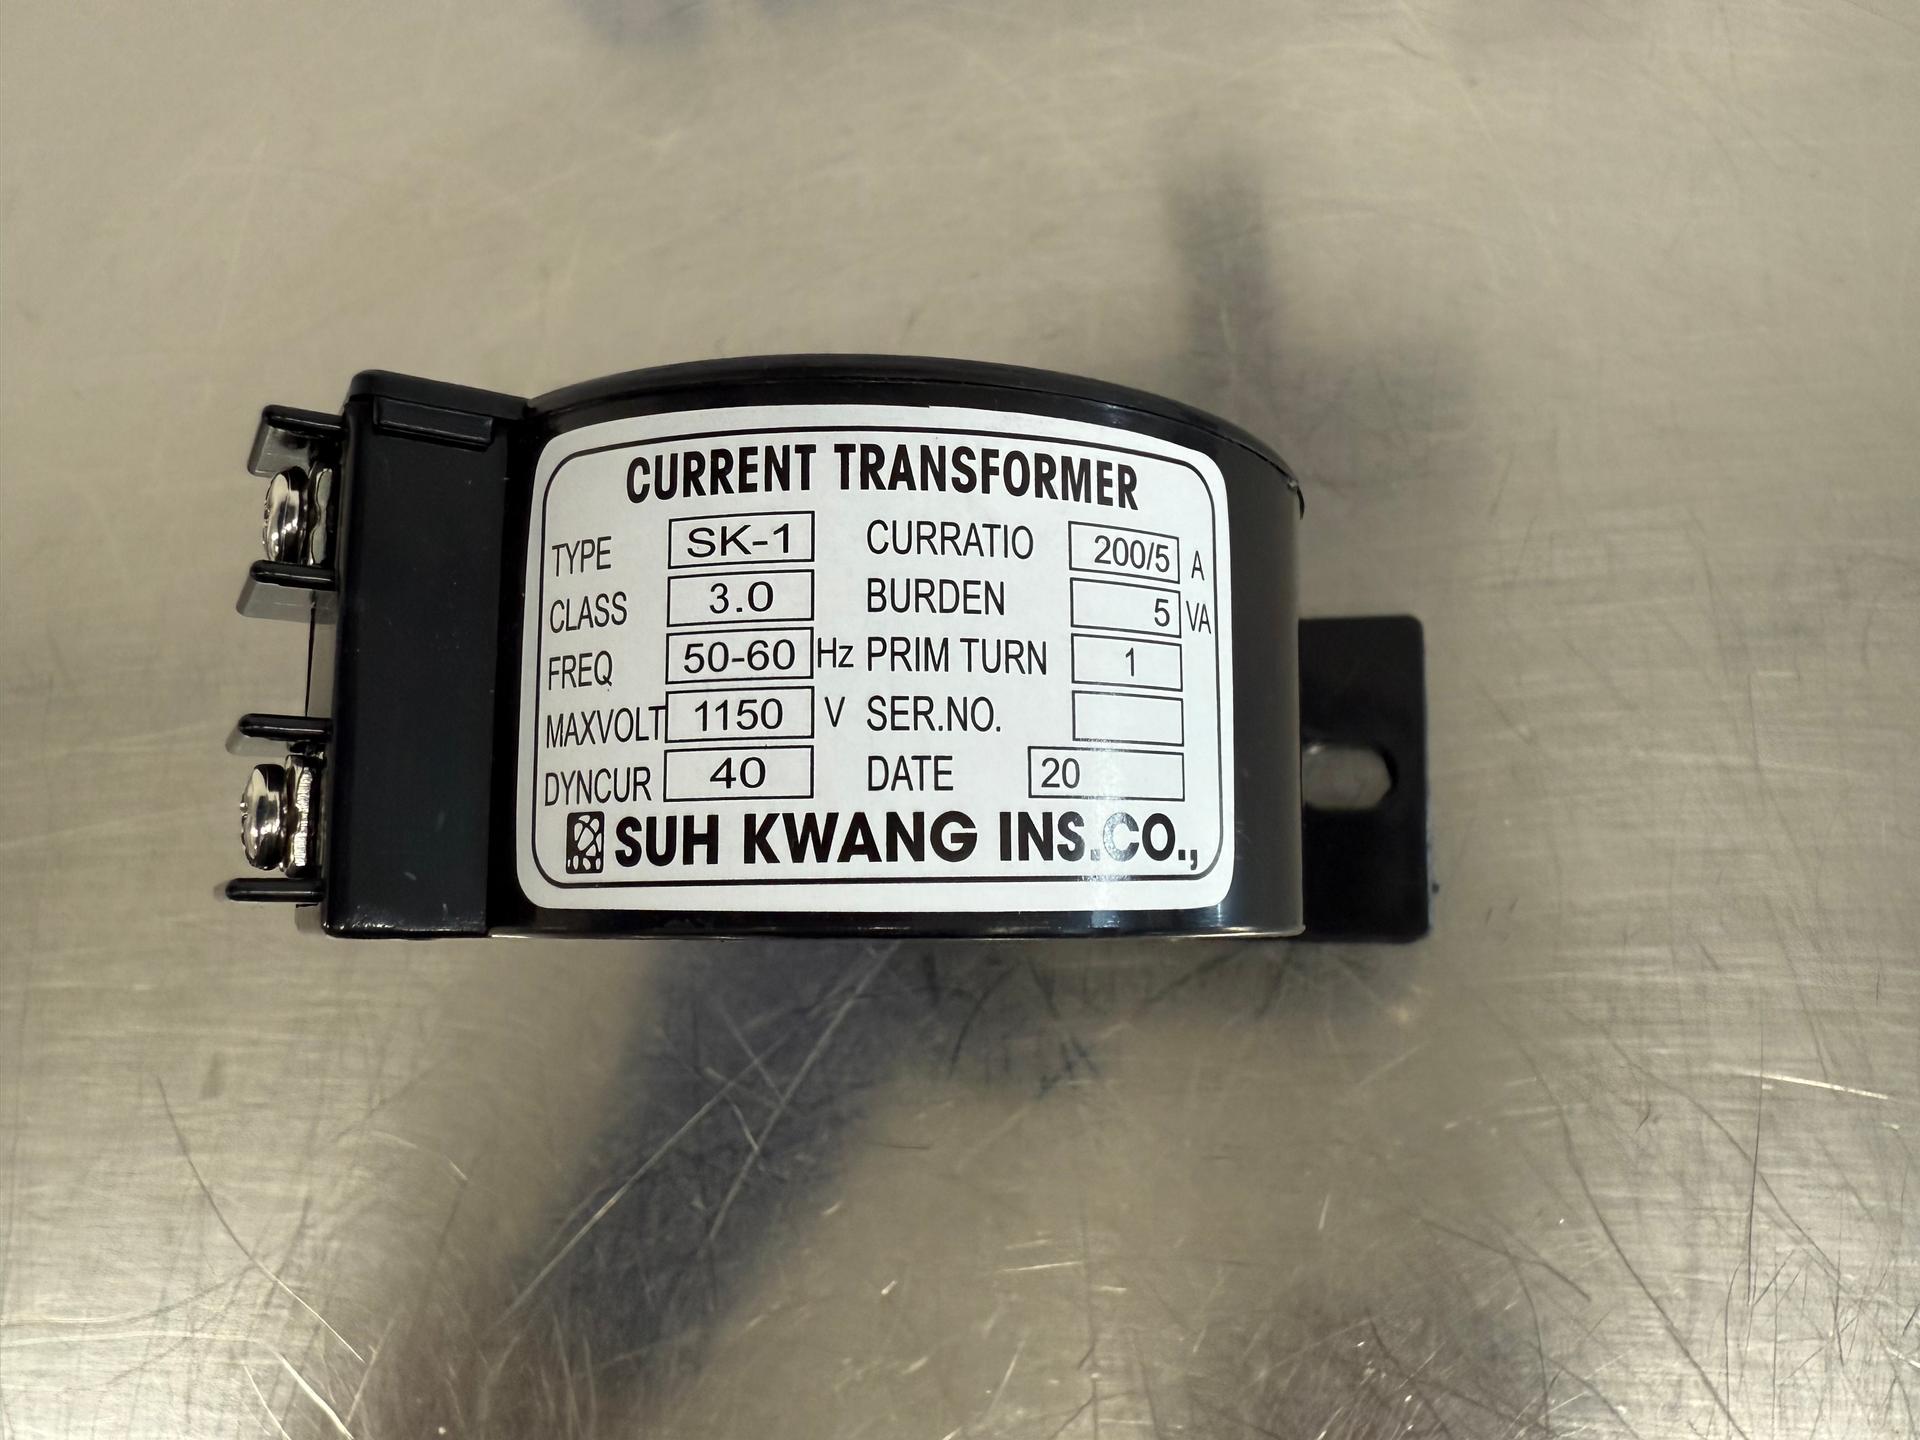 CURRENT TRANSFORMER
TYPE SK-1 CURRATIO 200/5 A
CLASS 3.0 BURDEN 5 VA
FREQ 50-60 Hz PRIM TURN 1
MAXVOLT 1150 V SER.NO.
DYNCUR 40 DATE 20
SUH KWANG INS.CO.,